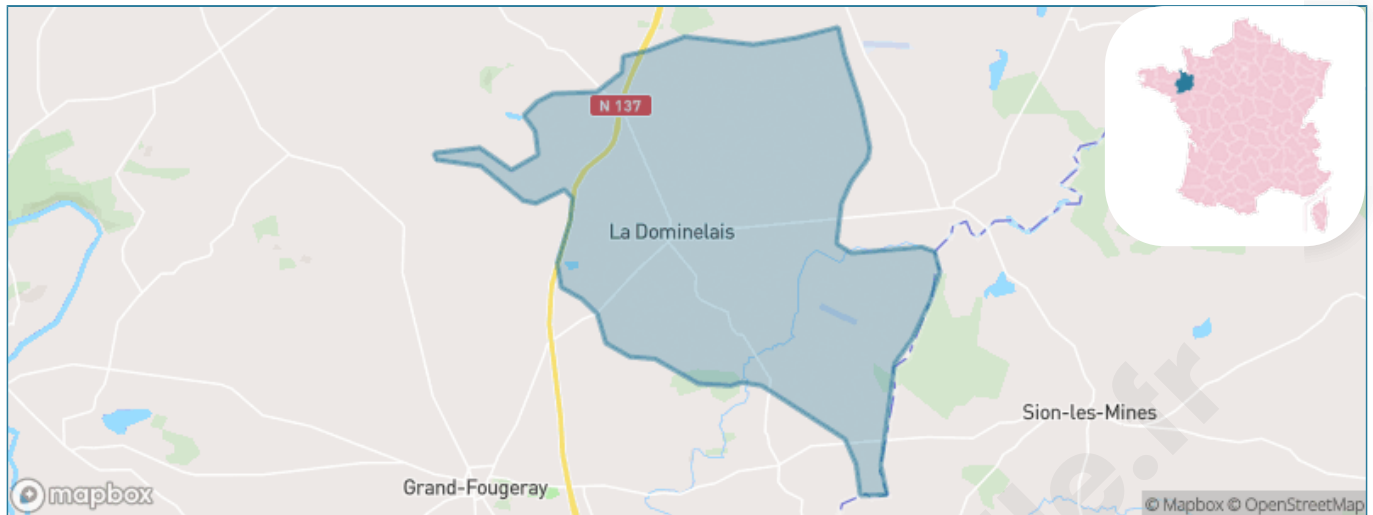 N 137
La Dominelais
Sion-les-Mines
Grand-Fougeray
mapbox
© Mapbox © OpenStreetMap